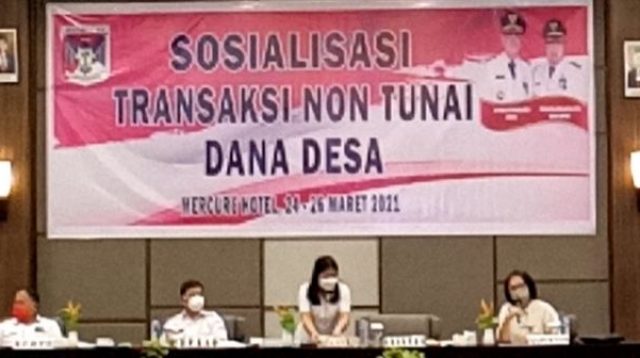 SOSIALISASI
TRANSAKSI NON TUNAI
DANA DESA
MERCURE HOTEL, 24 - 26 MARET 2021